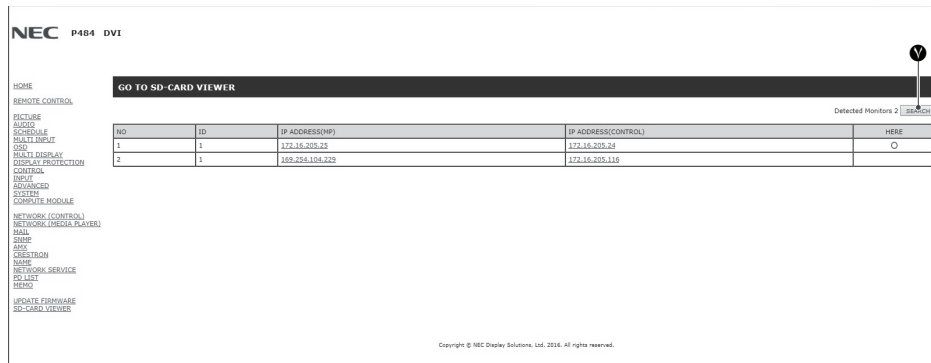 NEC P484 DVI
V
HOME
REMOTE CONTROL
PICTURE
AUDIO
SCHEDULE
MULTI INPUT
OSD
MULTI DISPLAY
DISPLAY PROTECTION
CONTROL
INPUT
ADVANCED
SYSTEM
COMPUTE MODULE
NETWORK (CONTROL)
NETWORK (MEDIA PLAYER)
MAIL
SNMP
AMX
CRESTRON
NAME
NETWORK SERVICE
PD LIST
MEMO
UPDATE FIRMWARE
SD-CARD VIEWER
GO TO SD-CARD VIEWER
Detected Monitors 2 SEARCH
NO ID IP ADDRESS(MP) IP ADDRESS(CONTROL) HERE
1 1 172.16.205.25 172.16.205.24 O
2 1 169.254.104.229 172.16.205.116
Copyright © NEC Display Solutions, Ltd. 2016. All rights reserved.